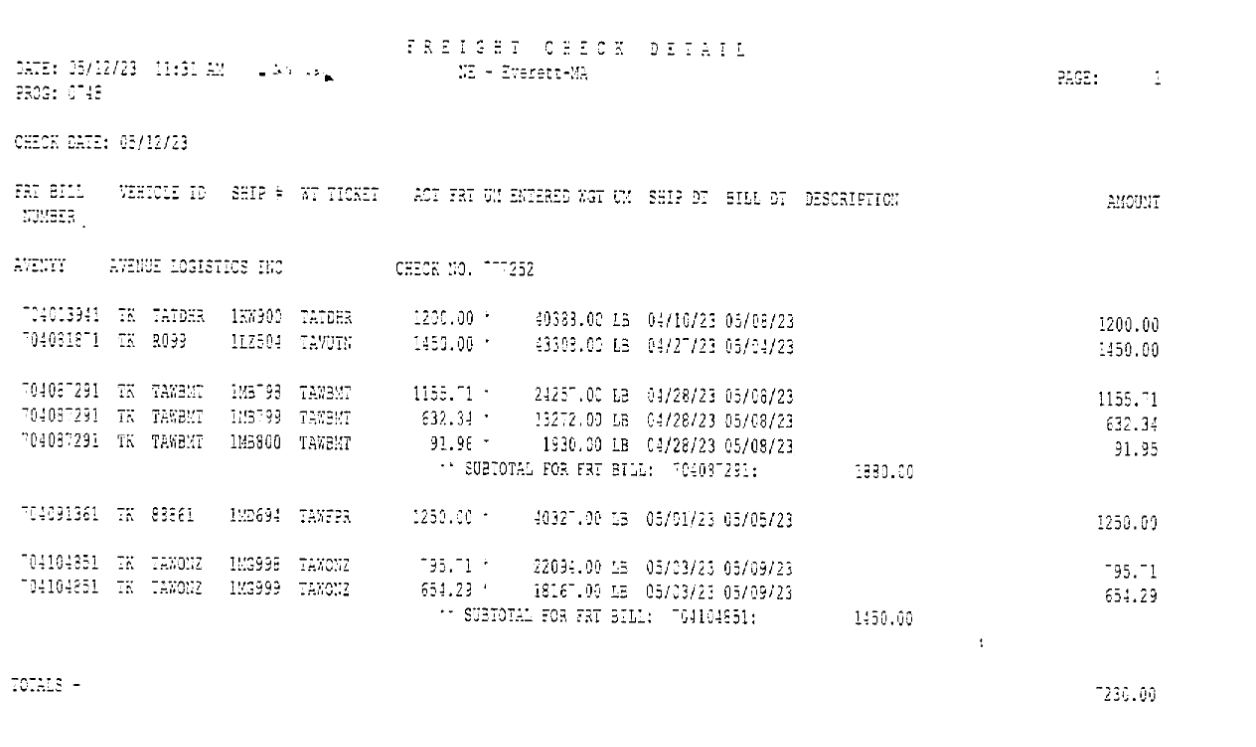 FREIGHT CHECK DETAIL
DATE: 05/12/23 11:31 AM NE - Everett-MA PAGE: 1
PROG: 0748
CHECK DATE: 05/12/23
FRT BILL VEHICLE ID SHIP # WT TICKET ACT FRT UM ENTERED WGT UM SHIP DT BILL DT DESCRIPTION AMOUNT
NUMBER
AVENYY AVENUE LOGISTICS INC CHECK NO. 777252
704013941 TK TATDHR 1KW900 TATDHR 1200.00 * 40383.00 LB 04/10/23 05/08/23 1200.00
704081871 TK R099 1LZ504 TAVUTN 1450.00 * 43308.00 LB 04/27/23 05/04/23 1450.00
704087291 TK TAWBMT 1MB798 TAWBMT 1155.71 * 24257.00 LB 04/28/23 05/08/23 1155.71
704087291 TK TAWBMT 1MB799 TAWBMT 632.34 * 13272.00 LB 04/28/23 05/08/23 632.34
704087291 TK TAWBMT 1MB800 TAWBMT 91.95 * 1930.00 LB 04/28/23 05/08/23 91.95
** SUBTOTAL FOR FRT BILL: 704087291: 1880.00
704091361 TK 83861 1MD694 TAWFPR 1250.00 * 40327.00 LB 05/01/23 05/05/23 1250.00
704104851 TK TAWONZ 1MG998 TAWONZ 795.71 * 22094.00 LB 05/03/23 05/09/23 795.71
704104851 TK TAWONZ 1MG999 TAWONZ 654.29 * 18167.00 LB 05/03/23 05/09/23 654.29
** SUBTOTAL FOR FRT BILL: 704104851: 1450.00
TOTALS - 7230.00